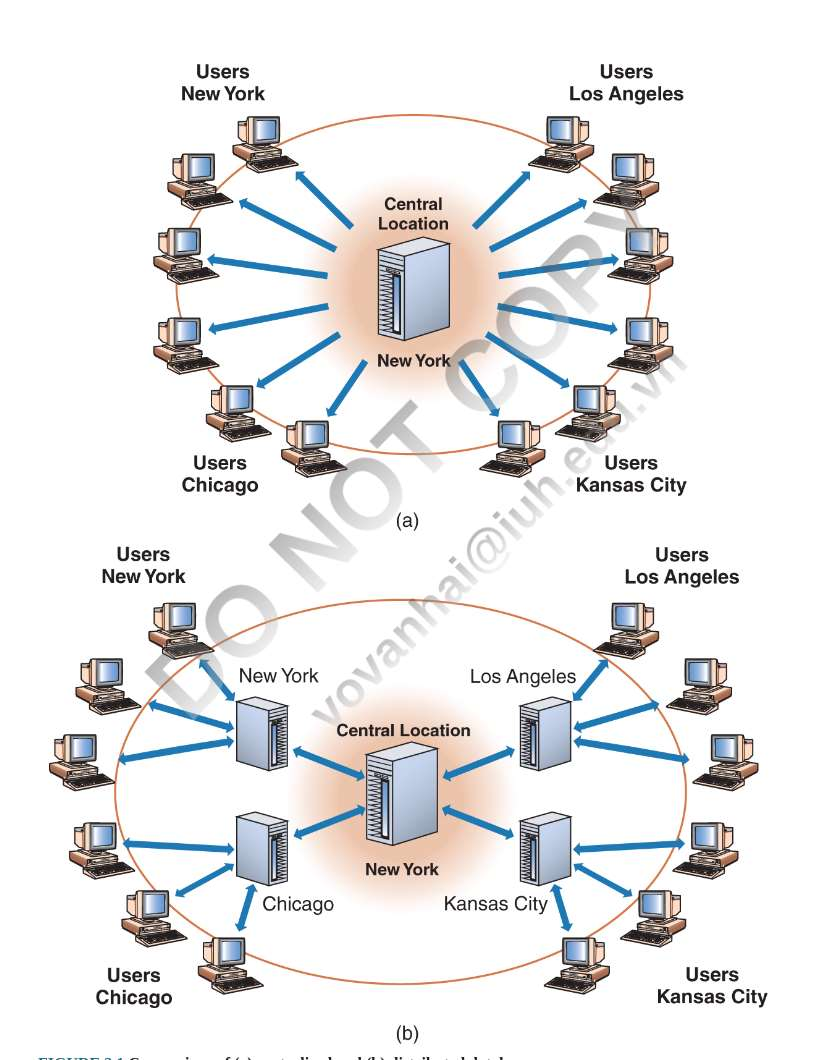 Users
New York
Users
Los Angeles
Central
Location
New York
Users
Chicago
Users
Kansas City
(a)
DO NOT COPY
vovanhai@iuh.edu.vn
Users
New York
Users
Los Angeles
New York
Los Angeles
Central Location
New York
Chicago
Kansas City
Users
Chicago
Users
Kansas City
(b)